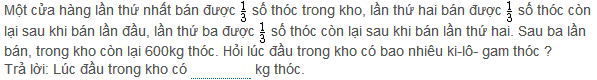 Một cửa hàng lần thứ nhất bán được 1/3 số thóc trong kho, lần thứ hai bán được 1/3 số thóc còn
lại sau khi bán lần đầu, lần thứ ba được 1/3 số thóc còn lại sau khi bán lần thứ hai. Sau ba lần
bán, trong kho còn lại 600kg thóc. Hỏi lúc đầu trong kho có bao nhiêu ki-lô- gam thóc ?
Trả lời: Lúc đầu trong kho có ............ kg thóc.